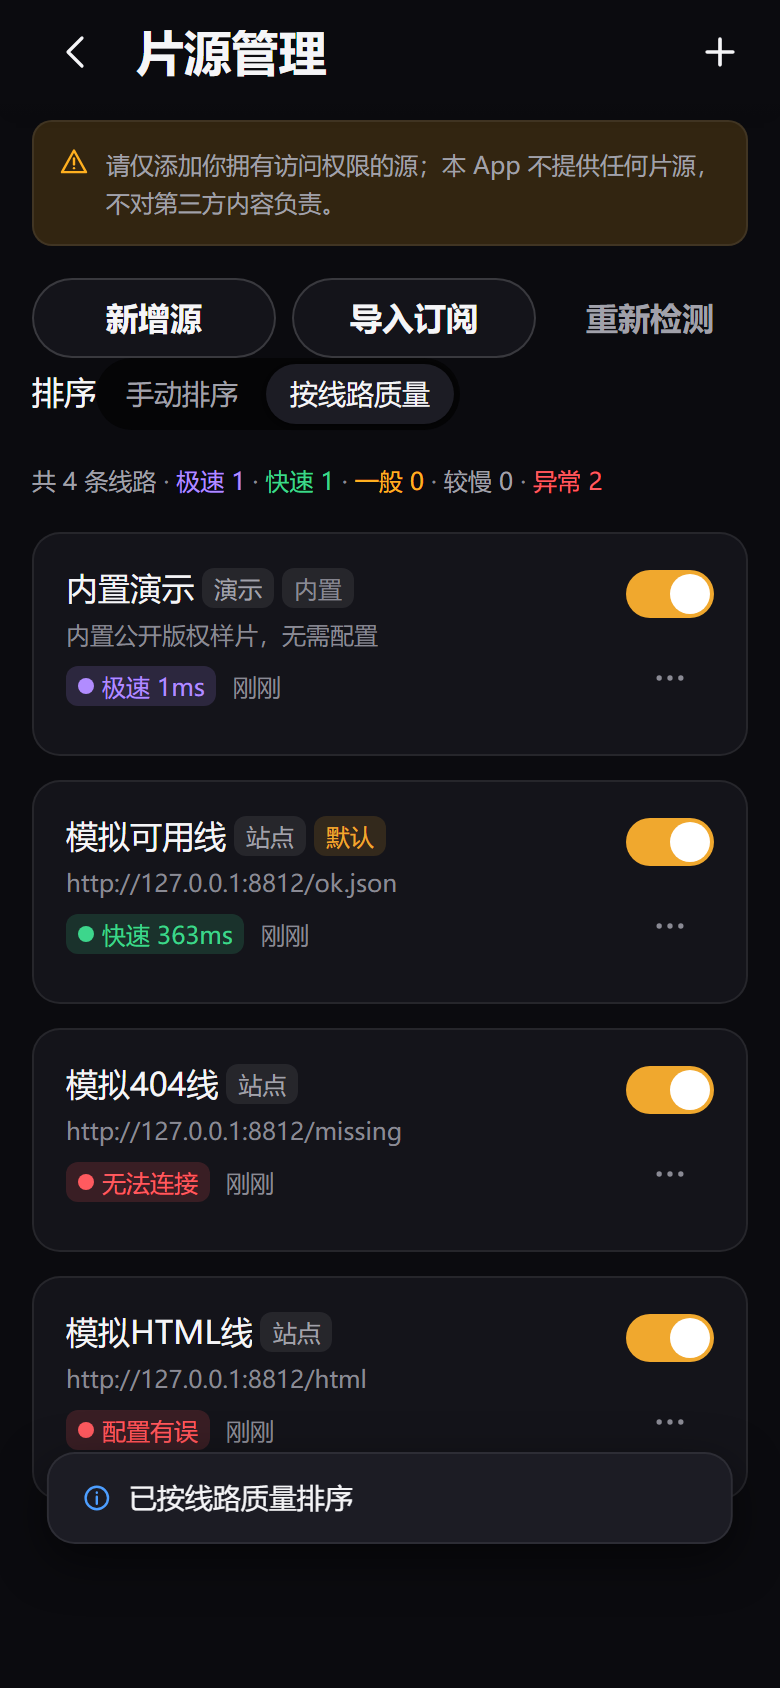 片源管理
请仅添加你拥有访问权限的源；本 App 不提供任何片源，
不对第三方内容负责。
新增源 导入订阅 重新检测
排序 手动排序 按线路质量
共 4 条线路 · 极速 1 · 快速 1 · 一般 0 · 较慢 0 · 异常 2
内置演示 演示 内置
内置公开版权样片，无需配置
极速 1ms 刚刚
模拟可用线 站点 默认
http://127.0.0.1:8812/ok.json
快速 363ms 刚刚
模拟404线 站点
http://127.0.0.1:8812/missing
无法连接 刚刚
模拟HTML线 站点
http://127.0.0.1:8812/html
配置有误 刚刚
已按线路质量排序